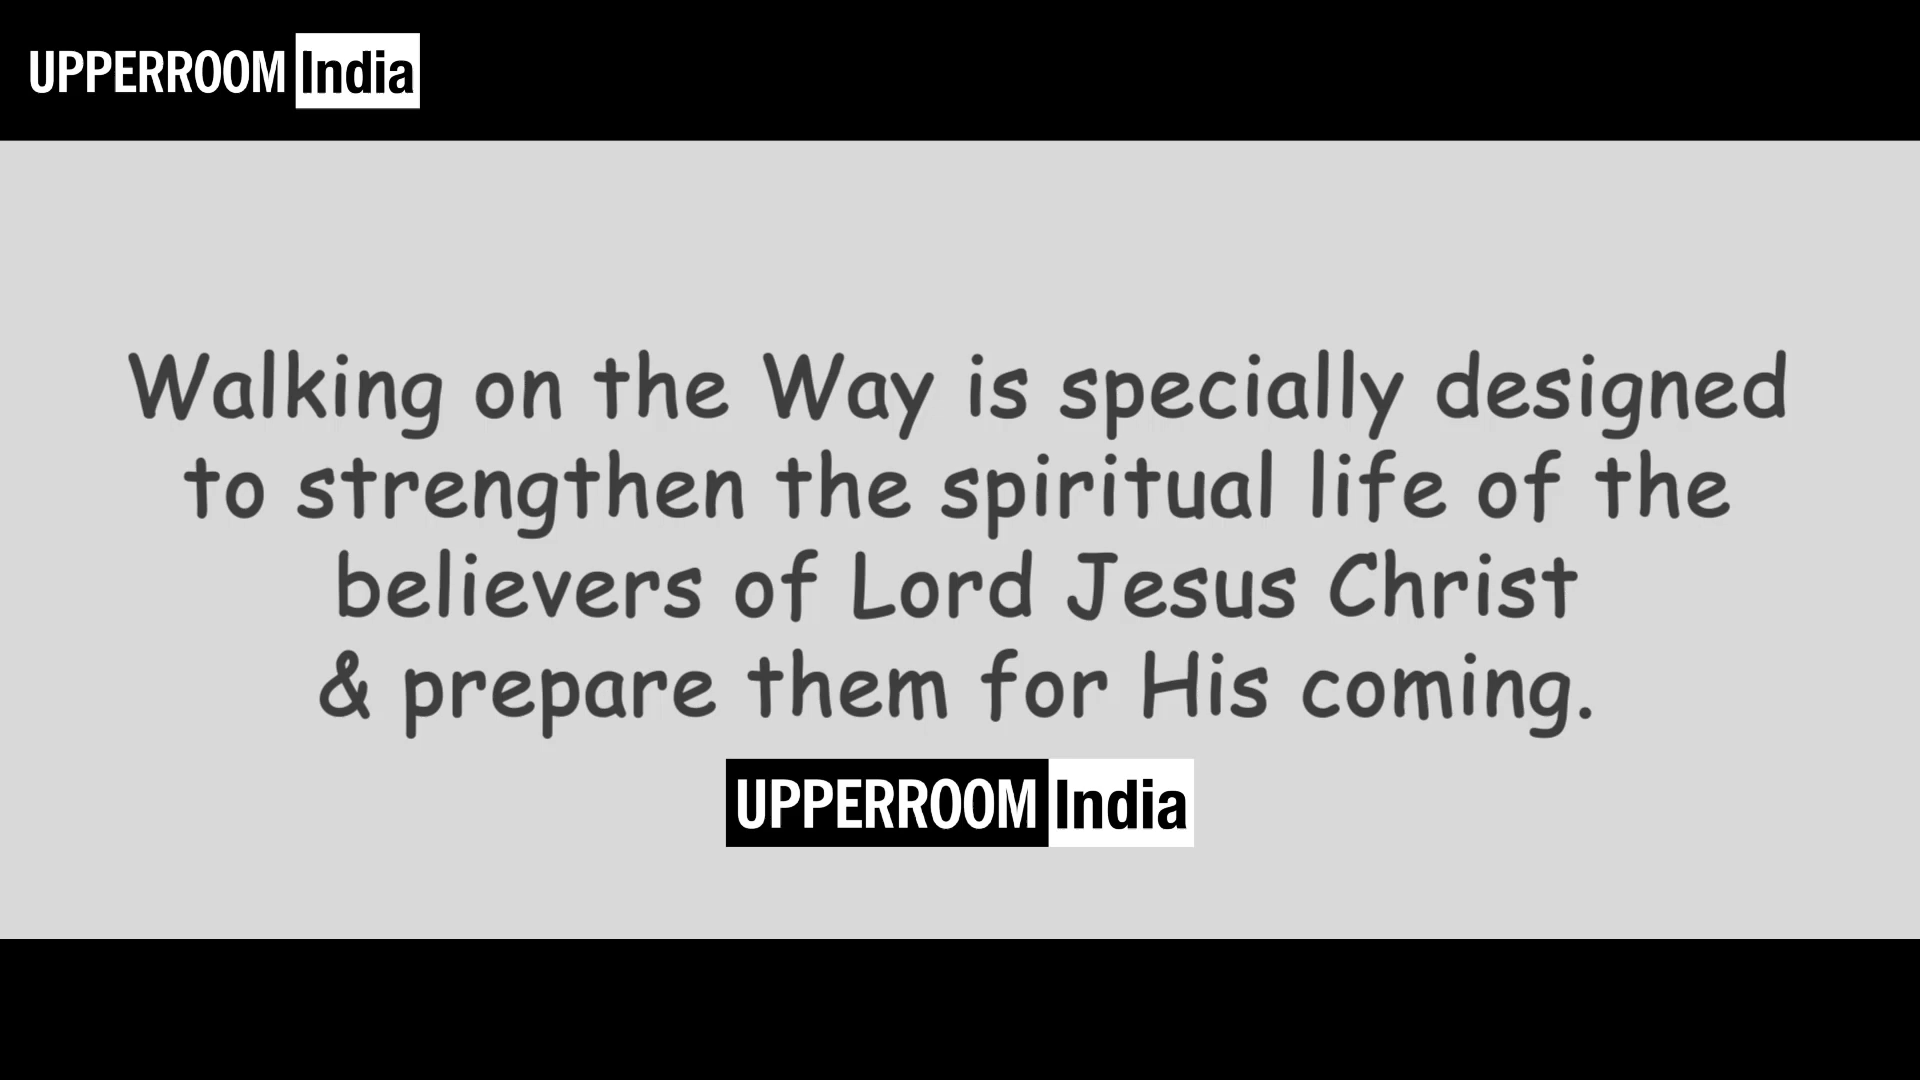 UPPERROOM India
Walking on the Way is specially designed
to strengthen the spiritual life of the
believers of Lord Jesus Christ
& prepare them for His coming.
UPPERROOM India